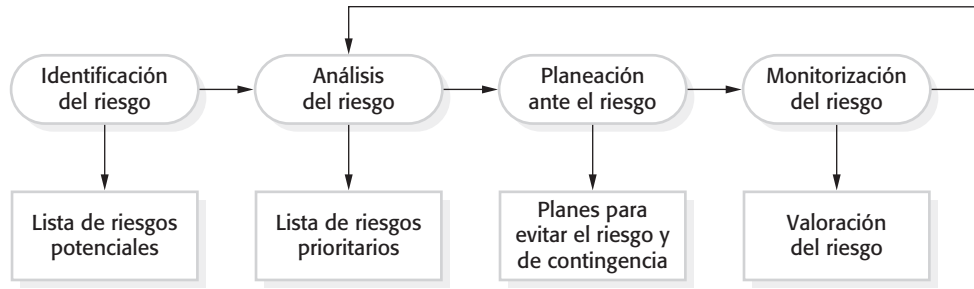 Identificación
del riesgo
Análisis
del riesgo
Planeación
ante el riesgo
Monitorización
del riesgo
Lista de riesgos
potenciales
Lista de riesgos
prioritarios
Planes para
evitar el riesgo y
de contingencia
Valoración
del riesgo